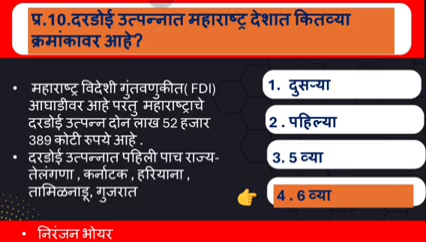 प्र.10.दरडोई उत्पन्नात महाराष्ट्र देशात कितव्या
क्रमांकावर आहे?
• महाराष्ट्र विदेशी गुंतवणुकीत( FDI)
आघाडीवर आहे परंतु महाराष्ट्राचे
दरडोई उत्पन्न दोन लाख 52 हजार
389 कोटी रुपये आहे .
• दरडोई उत्पन्नात पहिली पाच राज्य-
तेलंगणा , कर्नाटक , हरियाना ,
तामिळनाडू, गुजरात
1. दुसऱ्या
2 . पहिल्या
3. 5 व्या
4 . 6 व्या
• निरंजन भोयर